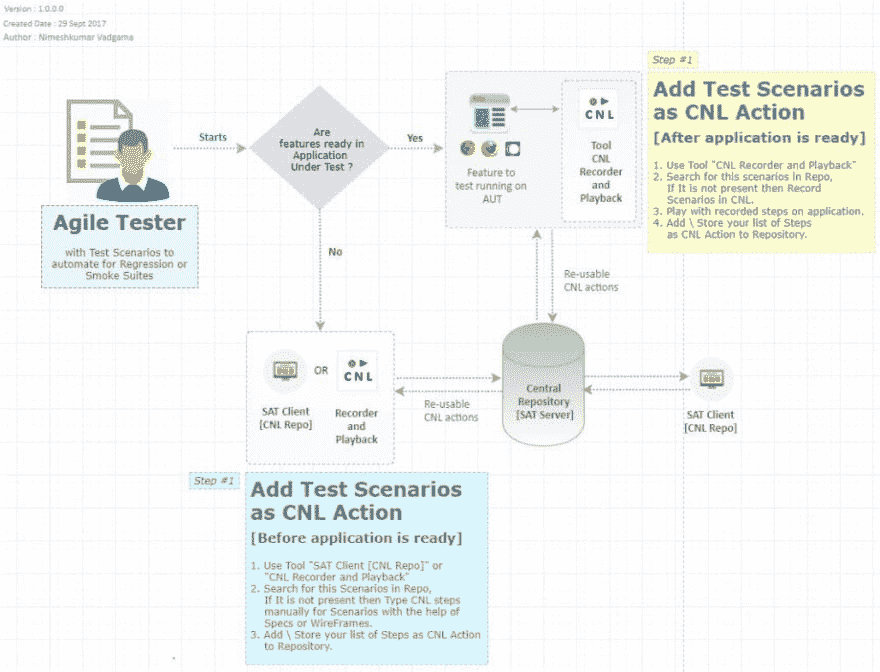 Version : 1.0.0.0
Created Date : 29 Sept 2017
Author : Nimeshkumar Vadgama
Agile Tester
with Test Scenarios to
automate for Regression or
Smoke Suites
Starts
Are
features ready in
Application
Under Test ?
Yes
No
Feature to
test running on
AUT
CNL
Tool
CNL
Recorder
and
Playback
Step #1
Add Test Scenarios
as CNL Action
[After application is ready]
1. Use Tool "CNL Recorder and Playback"
2. Search for this scenarios in Repo,
If It is not present then Record
Scenarios in CNL.
3. Play with recorded steps on application.
4. Add \ Store your list of Steps
as CNL Action to Repository.
Re-usable
CNL actions
SAT Client
[CNL Repo]
OR
CNL
Recorder
and
Playback
Re-usable
CNL actions
Central
Repository
[SAT Server]
SAT Client
[CNL Repo]
Step #1
Add Test Scenarios
as CNL Action
[Before application is ready]
1. Use Tool "SAT Client [CNL Repo]" or
"CNL Recorder and Playback"
2. Search for this Scenarios in Repo,
If It is not present then Type CNL steps
manually for Scenarios with the help of
Specs or WireFrames.
3. Add \ Store your list of Steps as CNL Action
to Repository.